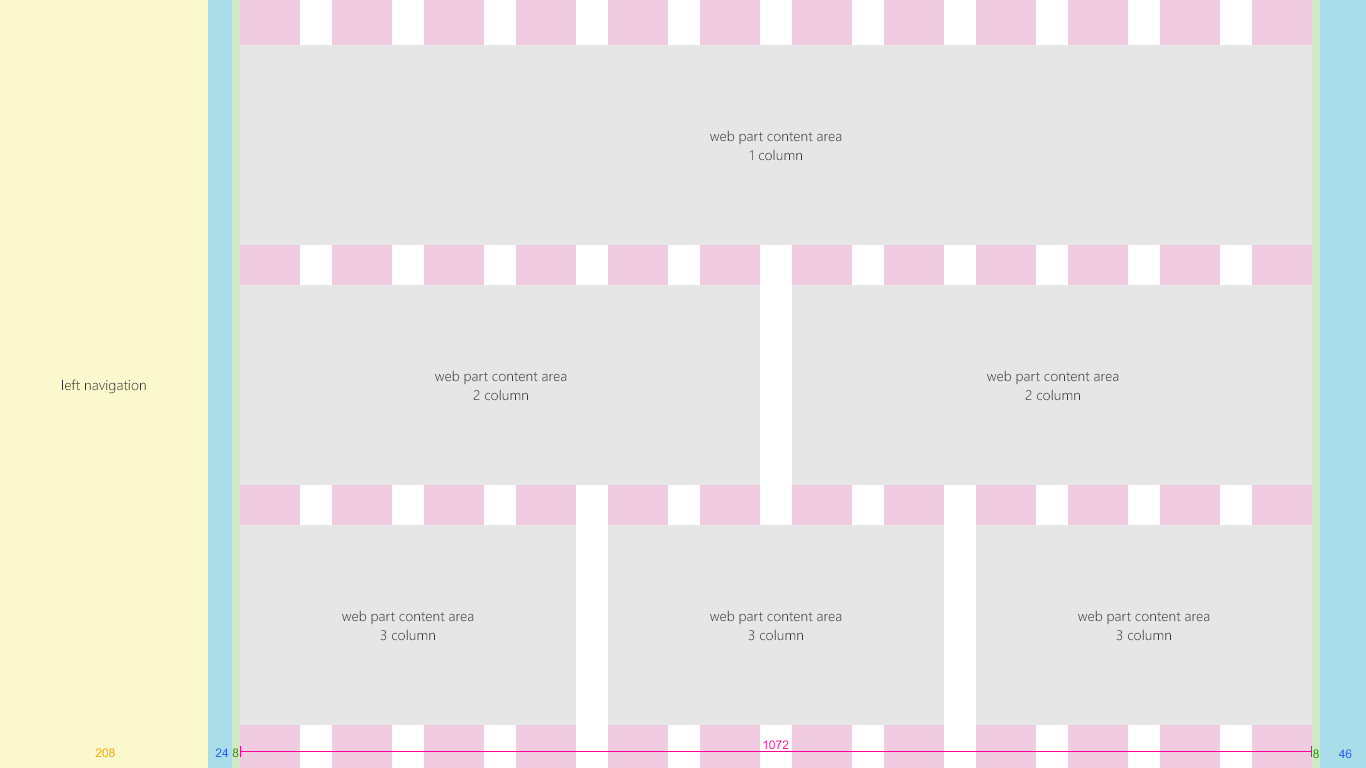 web part content area
1 column
web part content area
2 column
web part content area
2 column
left navigation
web part content area
3 column
web part content area
3 column
web part content area
3 column
208
24
8
1072
8
46